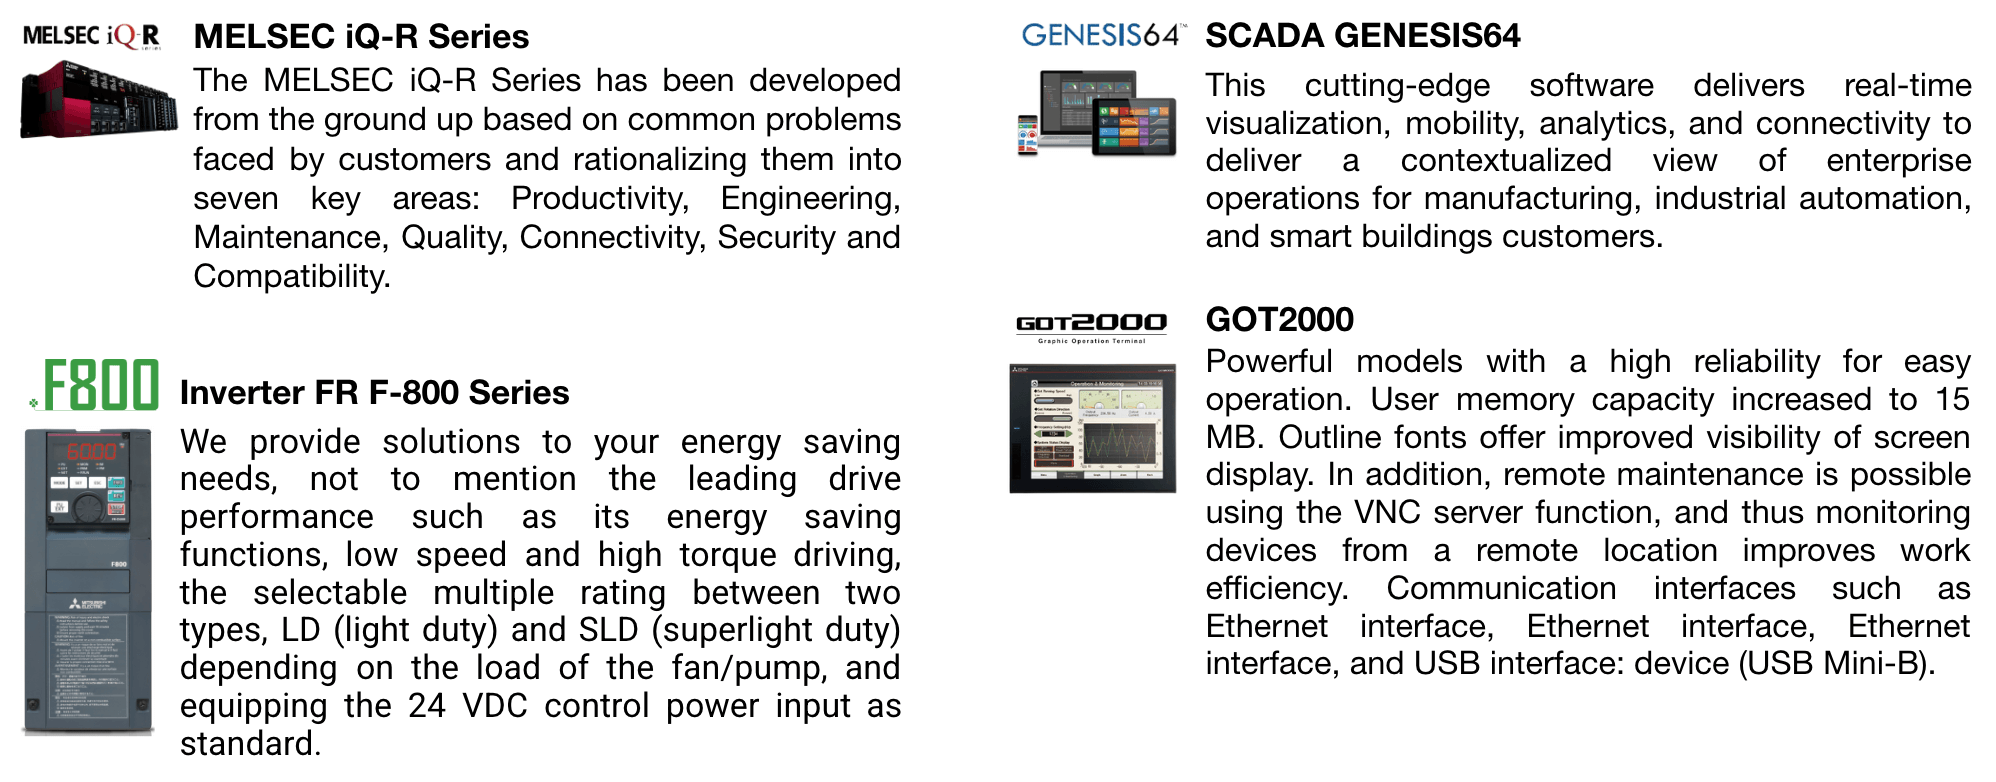 MELSEC iQ-R
series
MELSEC iQ-R Series
The MELSEC iQ-R Series has been developed
from the ground up based on common problems
faced by customers and rationalizing them into
seven key areas: Productivity, Engineering,
Maintenance, Quality, Connectivity, Security and
Compatibility.
F800
Inverter FR F-800 Series
60.00
F800
MITSUBISHI
ELECTRIC
We provide solutions to your energy saving
needs, not to mention the leading drive
performance such as its energy saving
functions, low speed and high torque driving,
the selectable multiple rating between two
types, LD (light duty) and SLD (superlight duty)
depending on the load of the fan/pump, and
equipping the 24 VDC control power input as
standard.
GENESIS64™
SCADA GENESIS64
This cutting-edge software delivers real-time
visualization, mobility, analytics, and connectivity to
deliver a contextualized view of enterprise
operations for manufacturing, industrial automation,
and smart buildings customers.
GOT2000
Graphic Operation Terminal
Operation & Monitoring
GOT2000
Powerful models with a high reliability for easy
operation. User memory capacity increased to 15
MB. Outline fonts offer improved visibility of screen
display. In addition, remote maintenance is possible
using the VNC server function, and thus monitoring
devices from a remote location improves work
efficiency. Communication interfaces such as
Ethernet interface, Ethernet interface, Ethernet
interface, and USB interface: device (USB Mini-B).